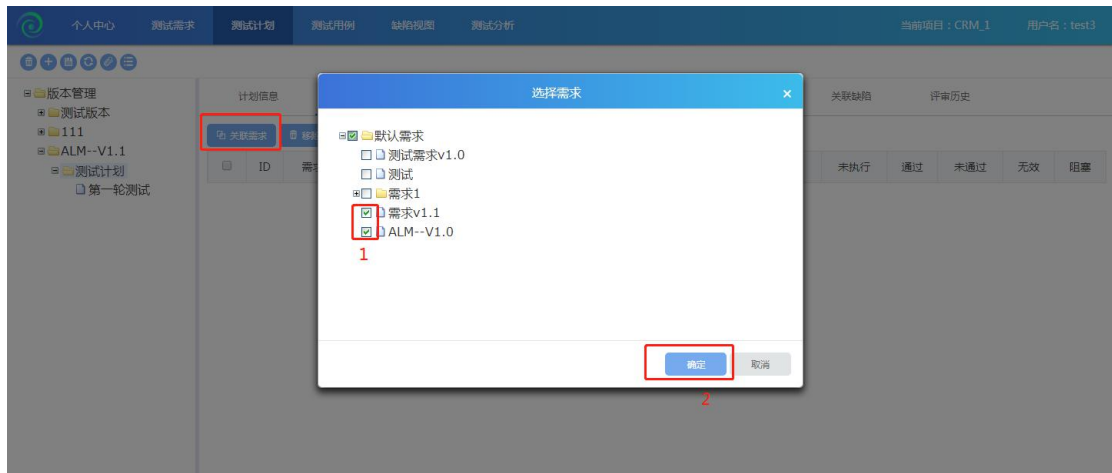 个人中心 测试需求 测试计划 测试用例 缺陷视图 测试分析 当前项目：CRM_1 用户名：test3
版本管理
测试版本
111
ALM--V1.1
测试计划
第一轮测试
计划信息 关联缺陷 评审历史
关联需求
ID 未执行 通过 未通过 无效 阻塞
选择需求 ×
默认需求
测试需求v1.0
测试
需求1
需求v1.1
ALM--V1.0
1
确定 取消
2